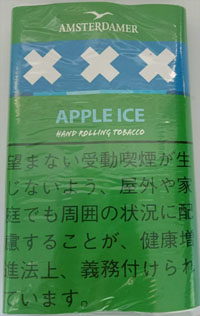 AMSTERDAMER
APPLE ICE
HAND ROLLING TOBACCO
望まない受動喫煙が生
じないよう、屋外や家
庭でも周囲の状況に配
慮することが、健康増
進法上、義務付けられ
ています。